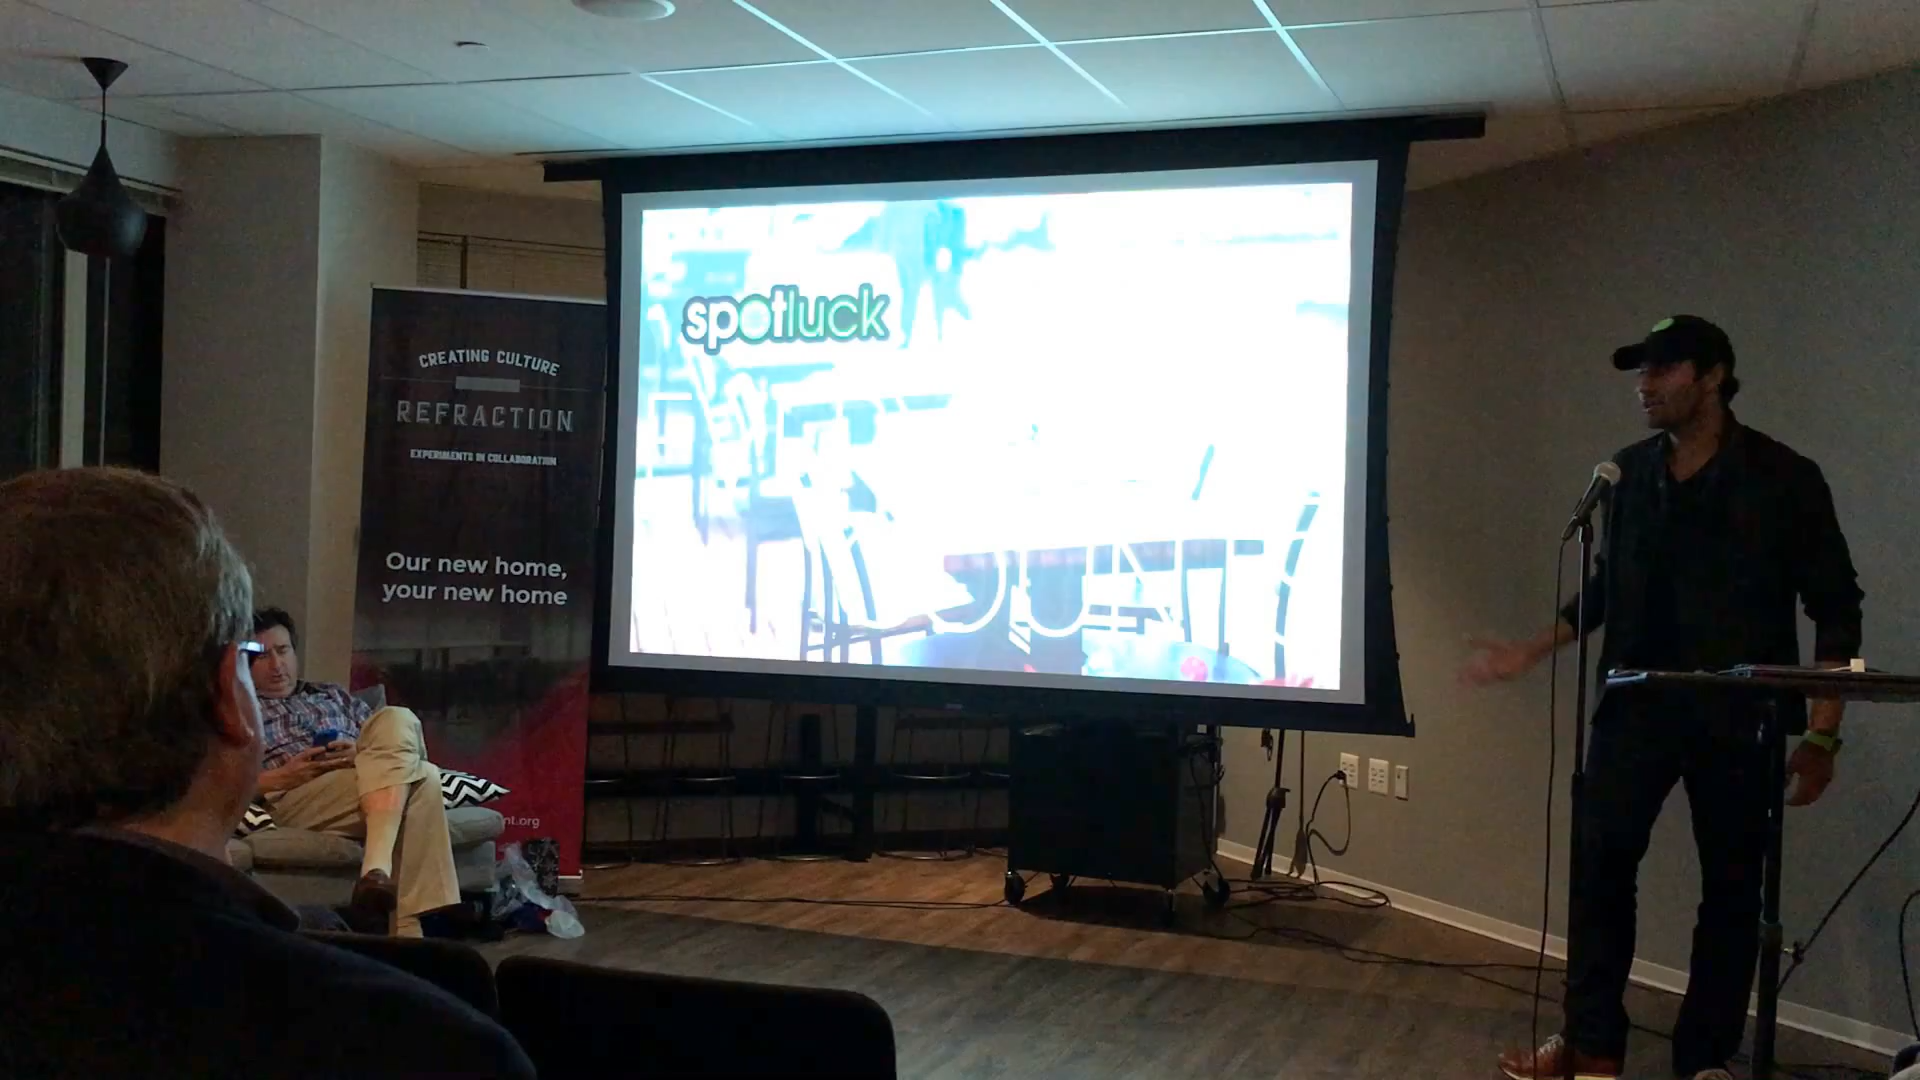 spotluck
CREATING CULTURE
REFRACTION
EXPERIMENTS IN COLLABORATION
Our new home,
your new home